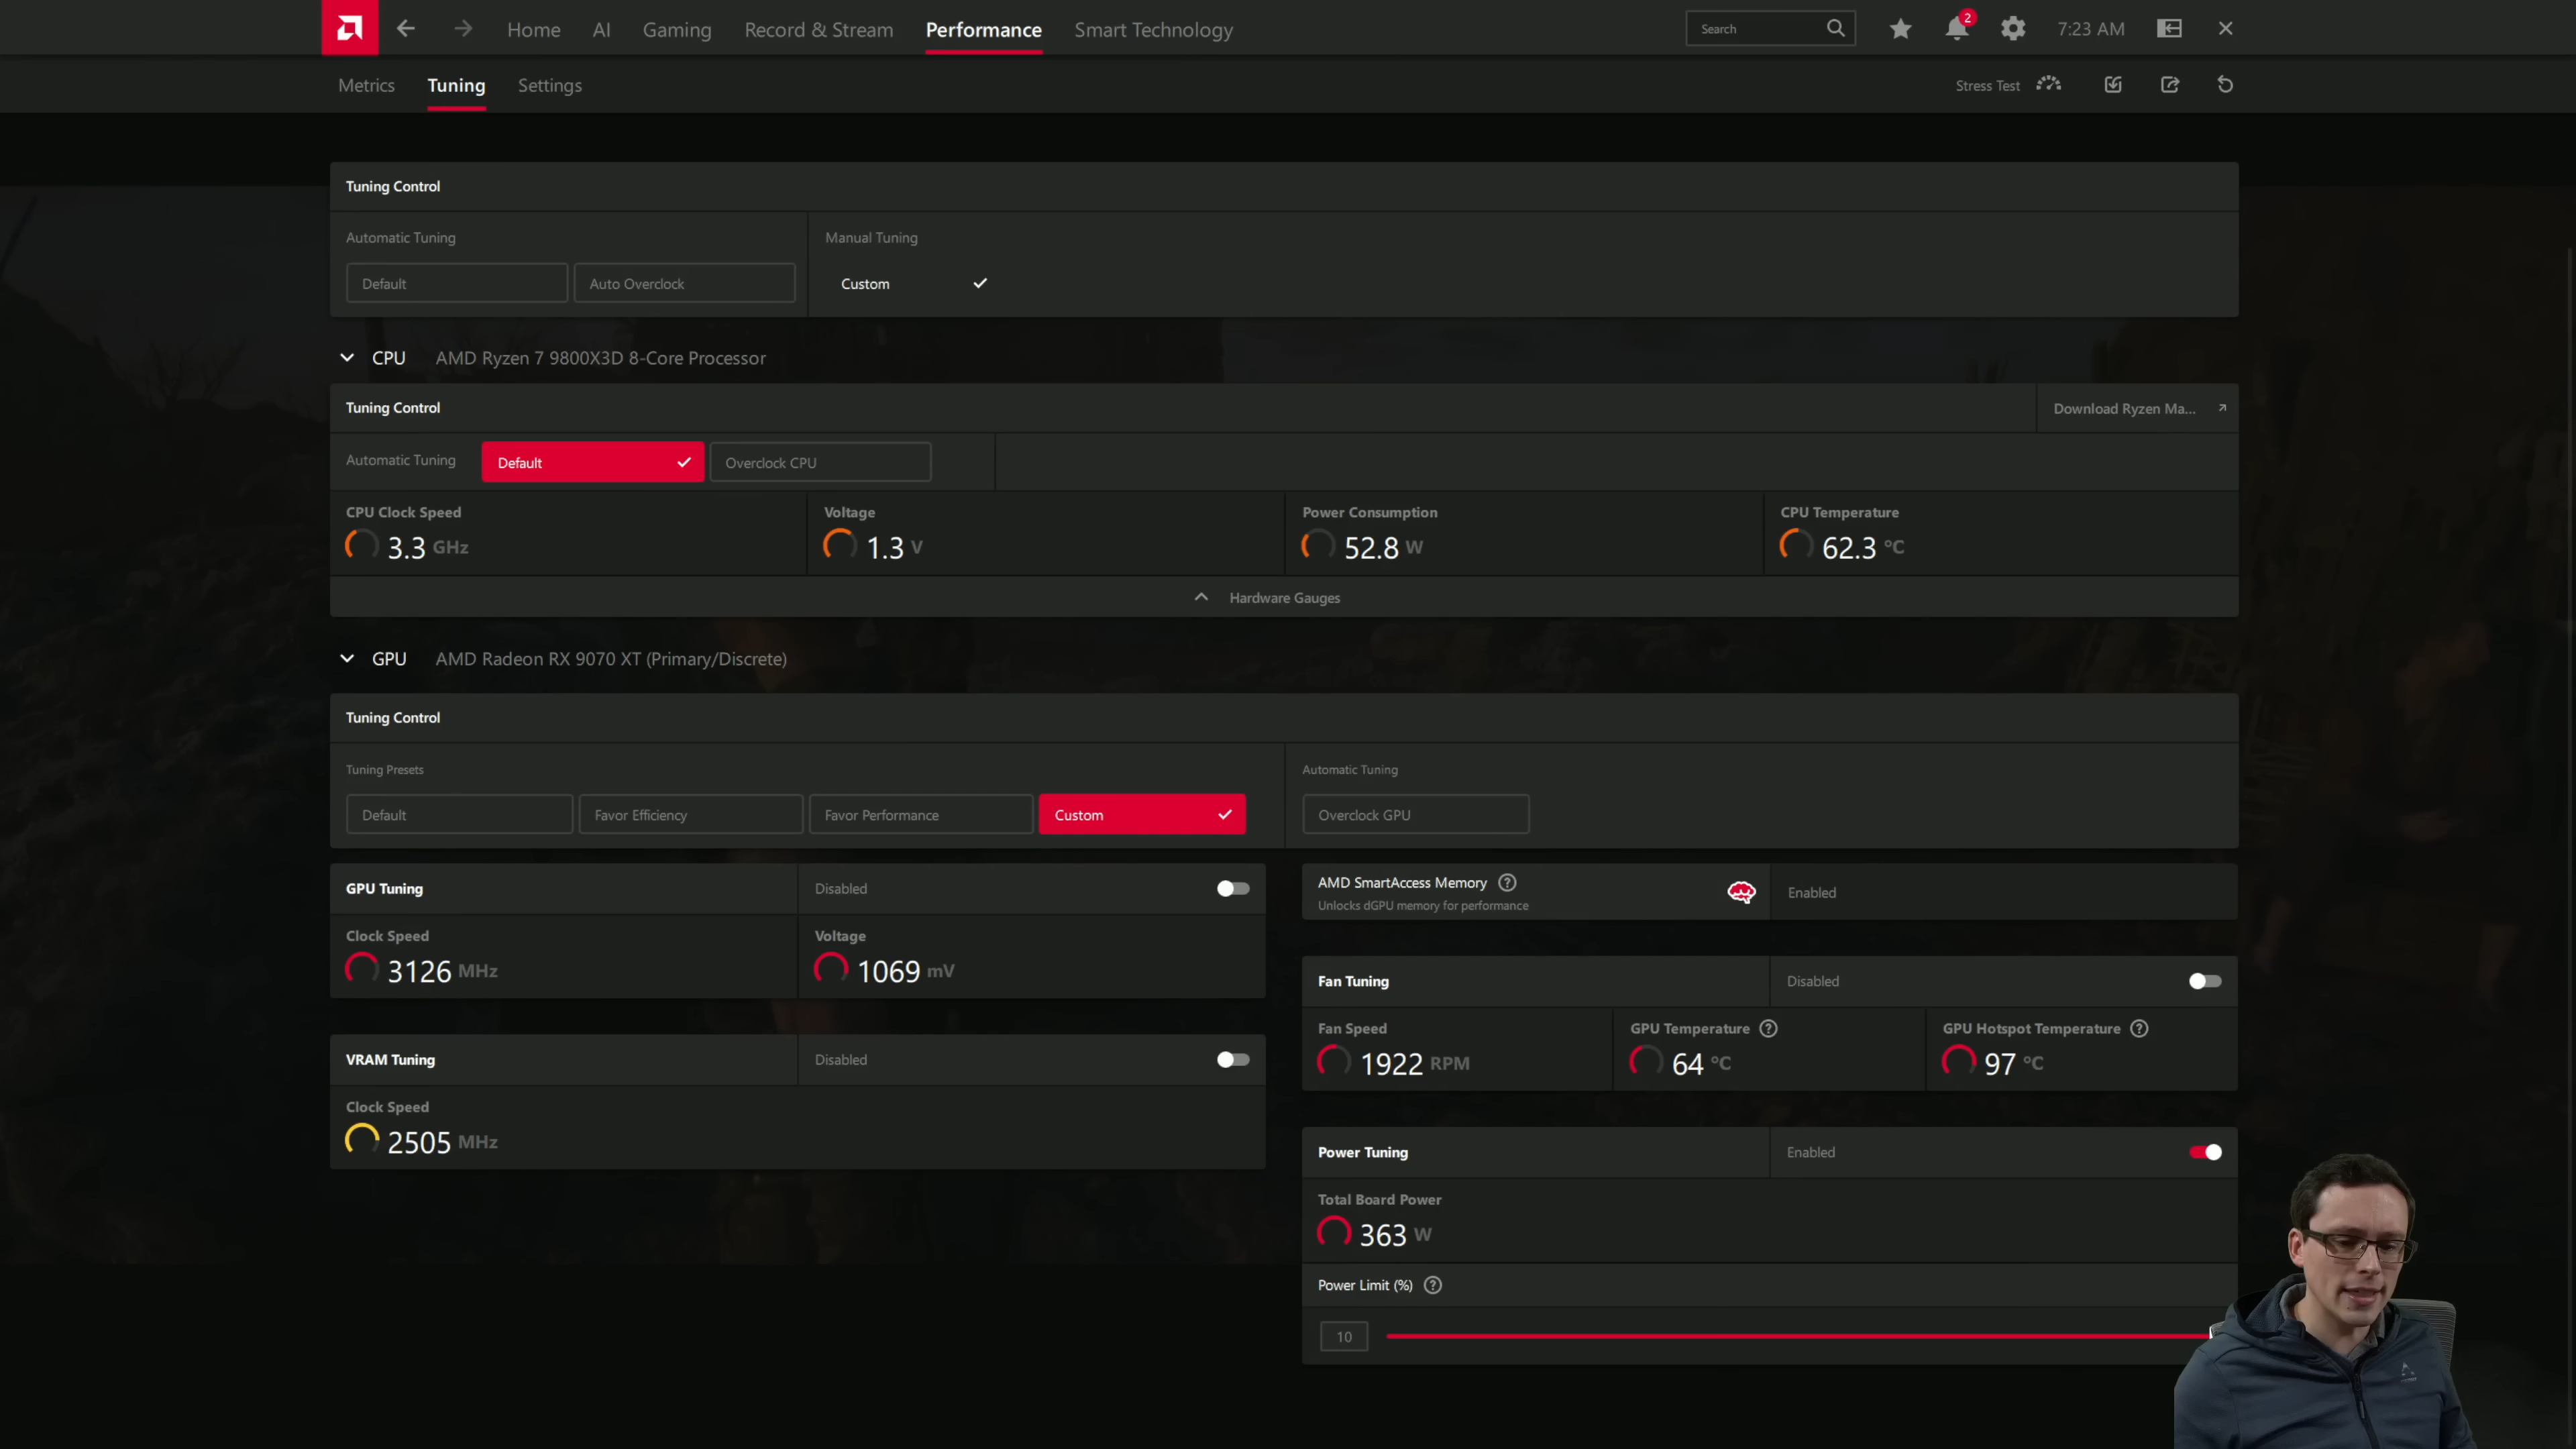 Home AI Gaming Record & Stream Performance Smart Technology Search 2 7:23 AM
Metrics Tuning Settings Stress Test
Tuning Control
Automatic Tuning Manual Tuning
Default Auto Overclock Custom
CPU AMD Ryzen 7 9800X3D 8-Core Processor
Tuning Control Download Ryzen Ma...
Automatic Tuning Default Overclock CPU
CPU Clock Speed Voltage Power Consumption CPU Temperature
3.3 GHz 1.3 V 52.8 W 62.3 °C
Hardware Gauges
GPU AMD Radeon RX 9070 XT (Primary/Discrete)
Tuning Control
Tuning Presets Automatic Tuning
Default Favor Efficiency Favor Performance Custom Overclock GPU
GPU Tuning Disabled
Clock Speed Voltage
3126 MHz 1069 mV
VRAM Tuning Disabled
Clock Speed
2505 MHz
AMD SmartAccess Memory ? Enabled
Unlocks dGPU memory for performance
Fan Tuning Disabled
Fan Speed GPU Temperature ? GPU Hotspot Temperature ?
1922 RPM 64 °C 97 °C
Power Tuning Enabled
Total Board Power
363 W
Power Limit (%) ?
10